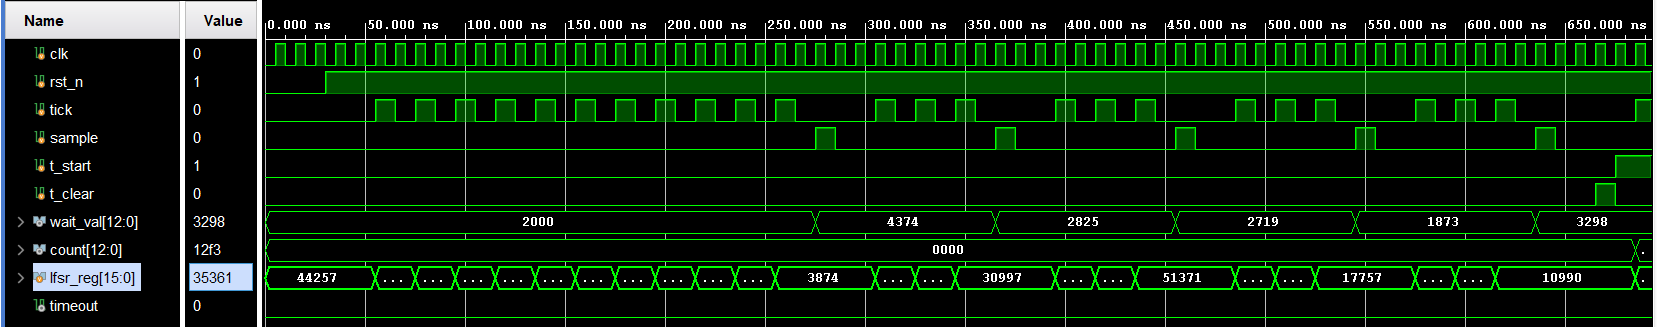 Name Value 0.000 ns 50.000 ns 100.000 ns 150.000 ns 200.000 ns 250.000 ns 300.000 ns 350.000 ns 400.000 ns 450.000 ns 500.000 ns 550.000 ns 600.000 ns 650.000 ns
clk 0
rst_n 1
tick 0
sample 0
t_start 1
t_clear 0
wait_val[12:0] 3298 2000 4374 2825 2719 1873 3298
count[12:0] 12f3 0000 .
lfsr_reg[15:0] 35361 44257 ... ... ... ... ... ... ... ... ... ... 3874 ... ... 30997 ... ... 51371 ... ... 17757 ... ... 10990 .
timeout 0